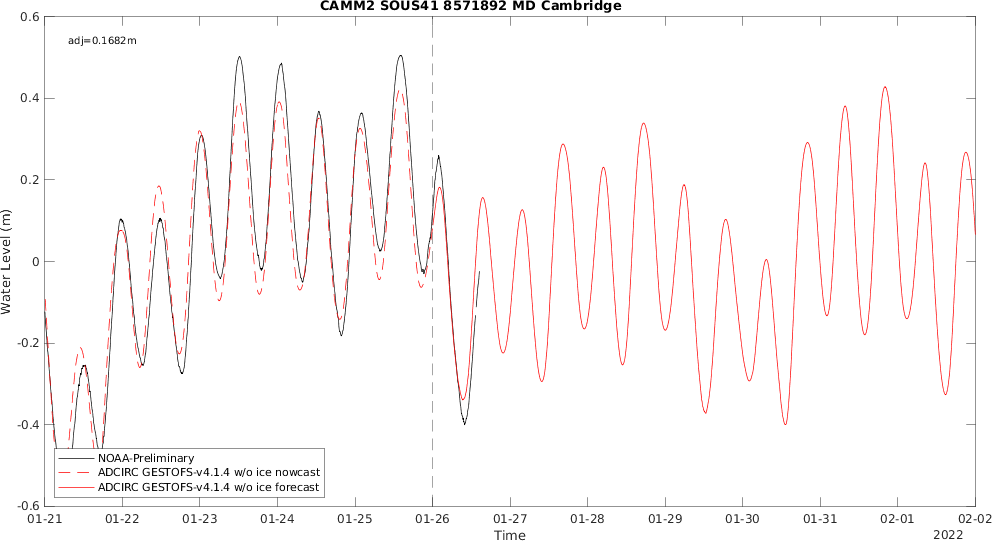 CAMM2 SOUS41 8571892 MD Cambridge
adj=0.1682m
Water Level (m)
0.6
0.4
0.2
0
-0.2
-0.4
-0.6
NOAA-Preliminary
ADCIRC GESTOFS-v4.1.4 w/o ice nowcast
ADCIRC GESTOFS-v4.1.4 w/o ice forecast
01-21 01-22 01-23 01-24 01-25 01-26 01-27 01-28 01-29 01-30 01-31 02-01 02-02
Time
2022